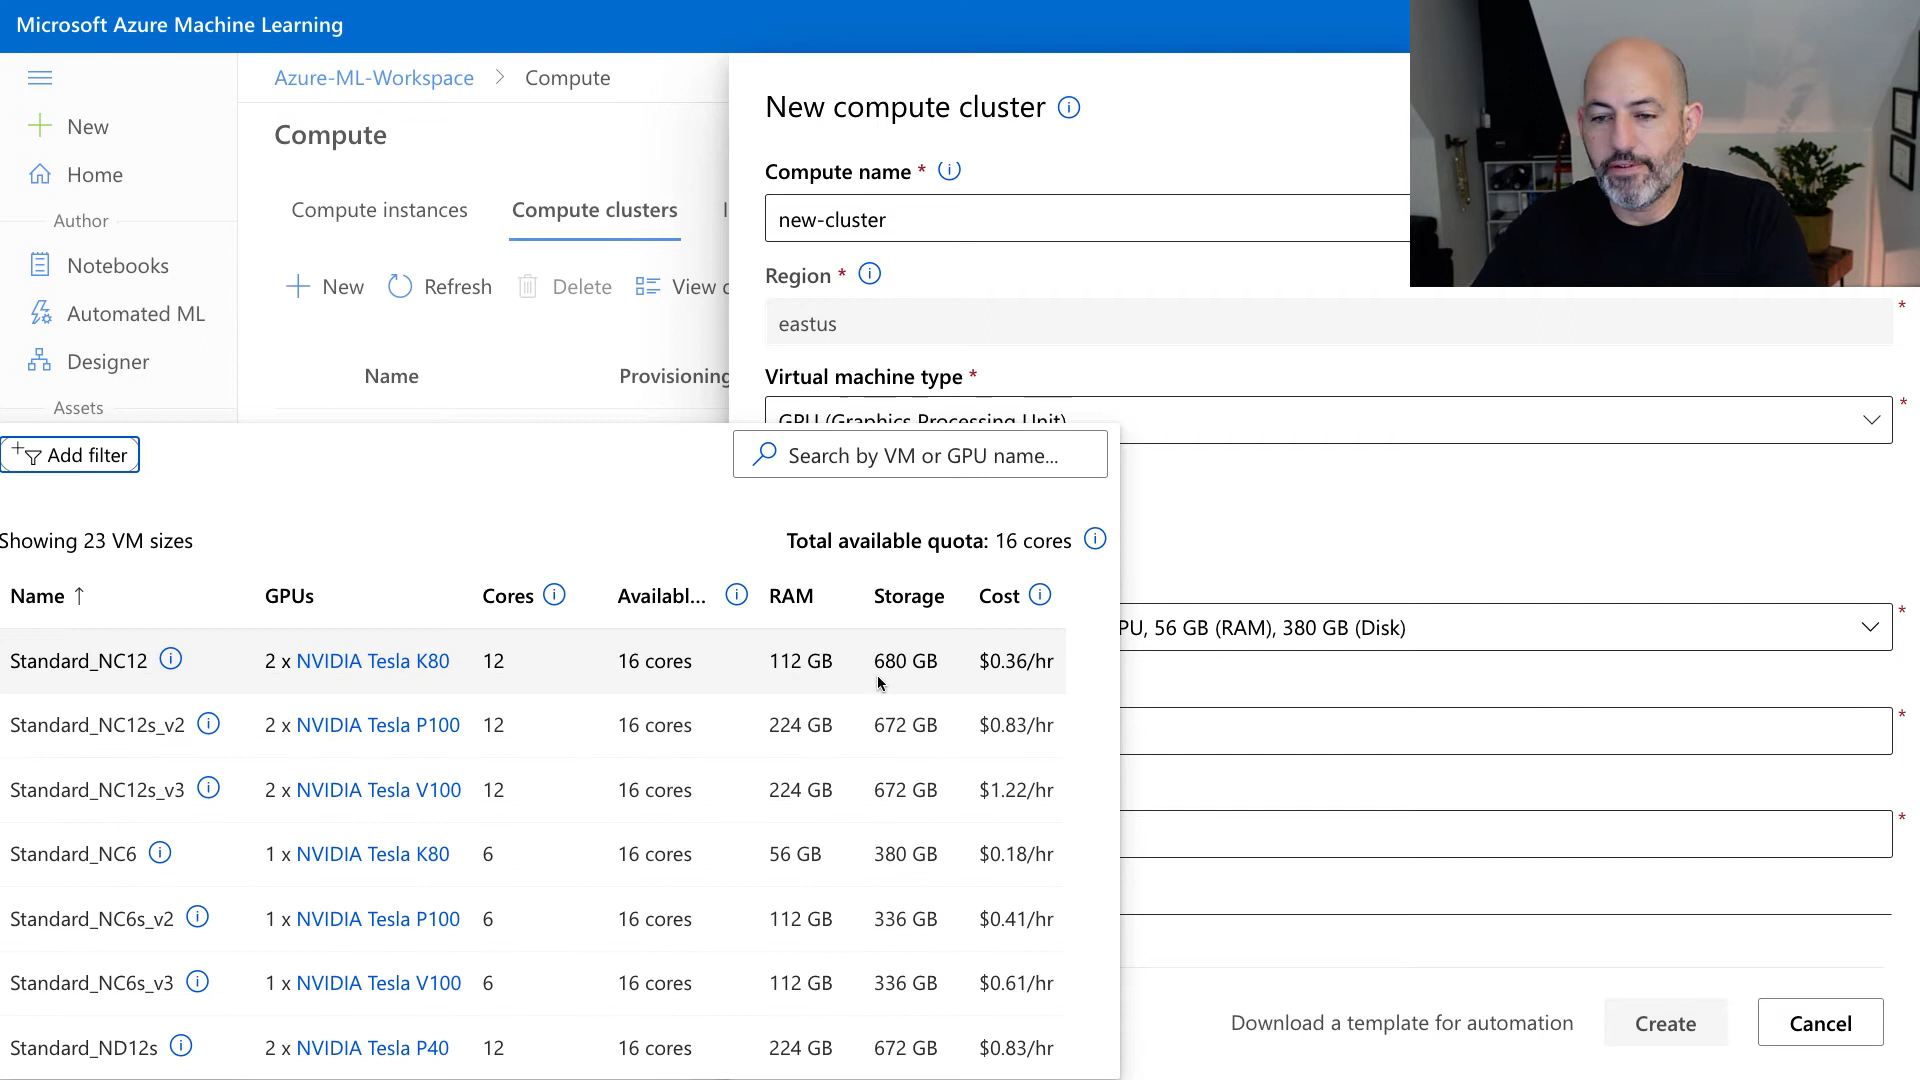 Microsoft Azure Machine Learning
Azure-ML-Workspace > Compute
New
Home
Author
Notebooks
Automated ML
Designer
Assets
Compute
Compute instances
Compute clusters
New
Refresh
Delete
View
Name
Provisioning
New compute cluster
Compute name *
new-cluster
Region *
eastus
*
Virtual machine type *
GPU (Graphics Processing Unit)
*
Add filter
Search by VM or GPU name...
Showing 23 VM sizes
Total available quota: 16 cores
Name ↑ GPUs Cores Availabl... RAM Storage Cost
Standard_NC12 2 x NVIDIA Tesla K80 12 16 cores 112 GB 680 GB $0.36/hr
Standard_NC12s_v2 2 x NVIDIA Tesla P100 12 16 cores 224 GB 672 GB $0.83/hr
Standard_NC12s_v3 2 x NVIDIA Tesla V100 12 16 cores 224 GB 672 GB $1.22/hr
Standard_NC6 1 x NVIDIA Tesla K80 6 16 cores 56 GB 380 GB $0.18/hr
Standard_NC6s_v2 1 x NVIDIA Tesla P100 6 16 cores 112 GB 336 GB $0.41/hr
Standard_NC6s_v3 1 x NVIDIA Tesla V100 6 16 cores 112 GB 336 GB $0.61/hr
Standard_ND12s 2 x NVIDIA Tesla P40 12 16 cores 224 GB 672 GB $0.83/hr
PU, 56 GB (RAM), 380 GB (Disk)
*
*
*
Download a template for automation
Create
Cancel